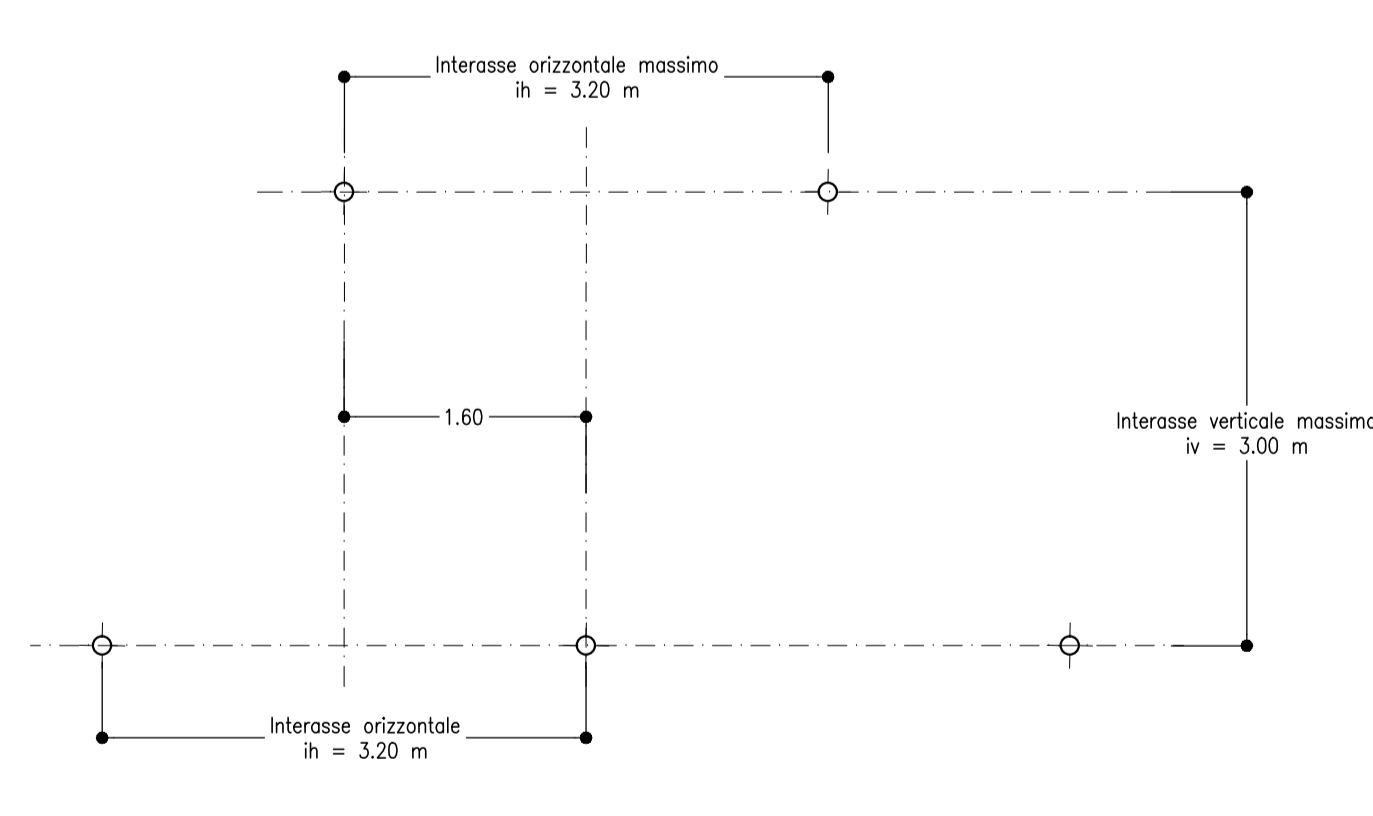 Interasse orizzontale massimo
ih = 3.20 m
1.60
Interasse verticale massimo
iv = 3.00 m
Interasse orizzontale
ih = 3.20 m